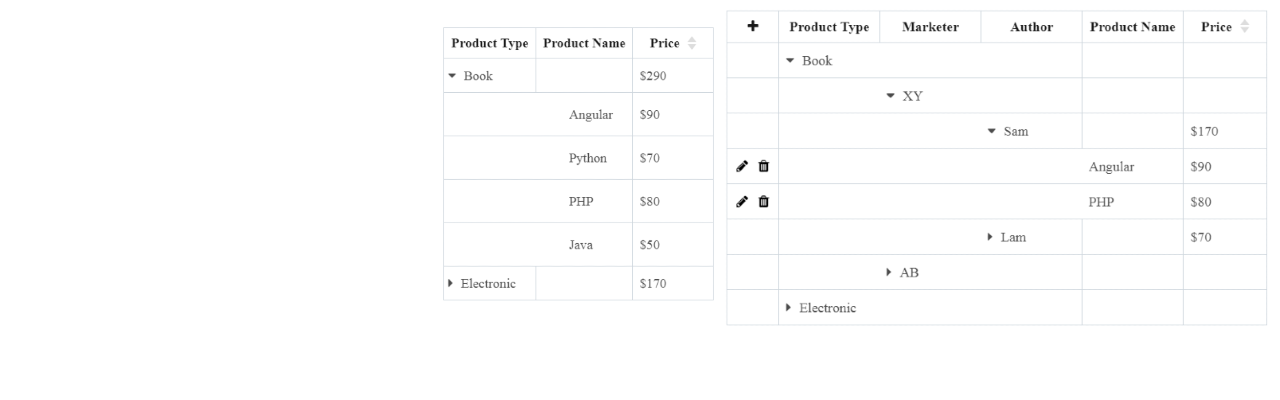 Product Type Product Name Price
Book $290
Angular $90
Python $70
PHP $80
Java $50
Electronic $170
Product Type Marketer Author Product Name Price
Book
XY
Sam $170
Angular $90
PHP $80
Lam $70
AB
Electronic